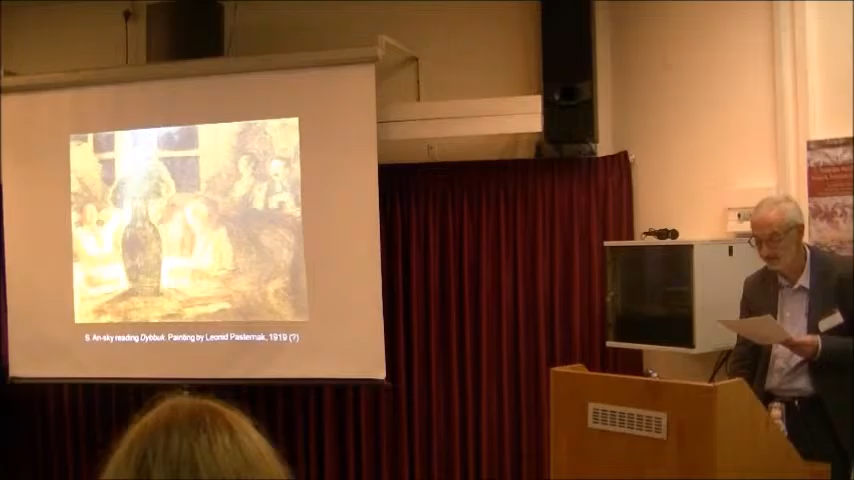 9. An-sky reading Dybbuk. Painting by Leonid Pasternak, 1919 (?)